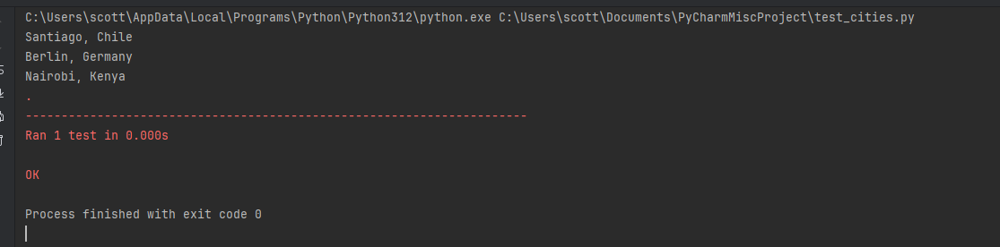 C:\Users\scott\AppData\Local\Programs\Python\Python312\python.exe C:\Users\scott\Documents\PyCharmMiscProject\test_cities.py
Santiago, Chile
Berlin, Germany
Nairobi, Kenya
.
----------------------------------------------------------------------
Ran 1 test in 0.000s
OK
Process finished with exit code 0